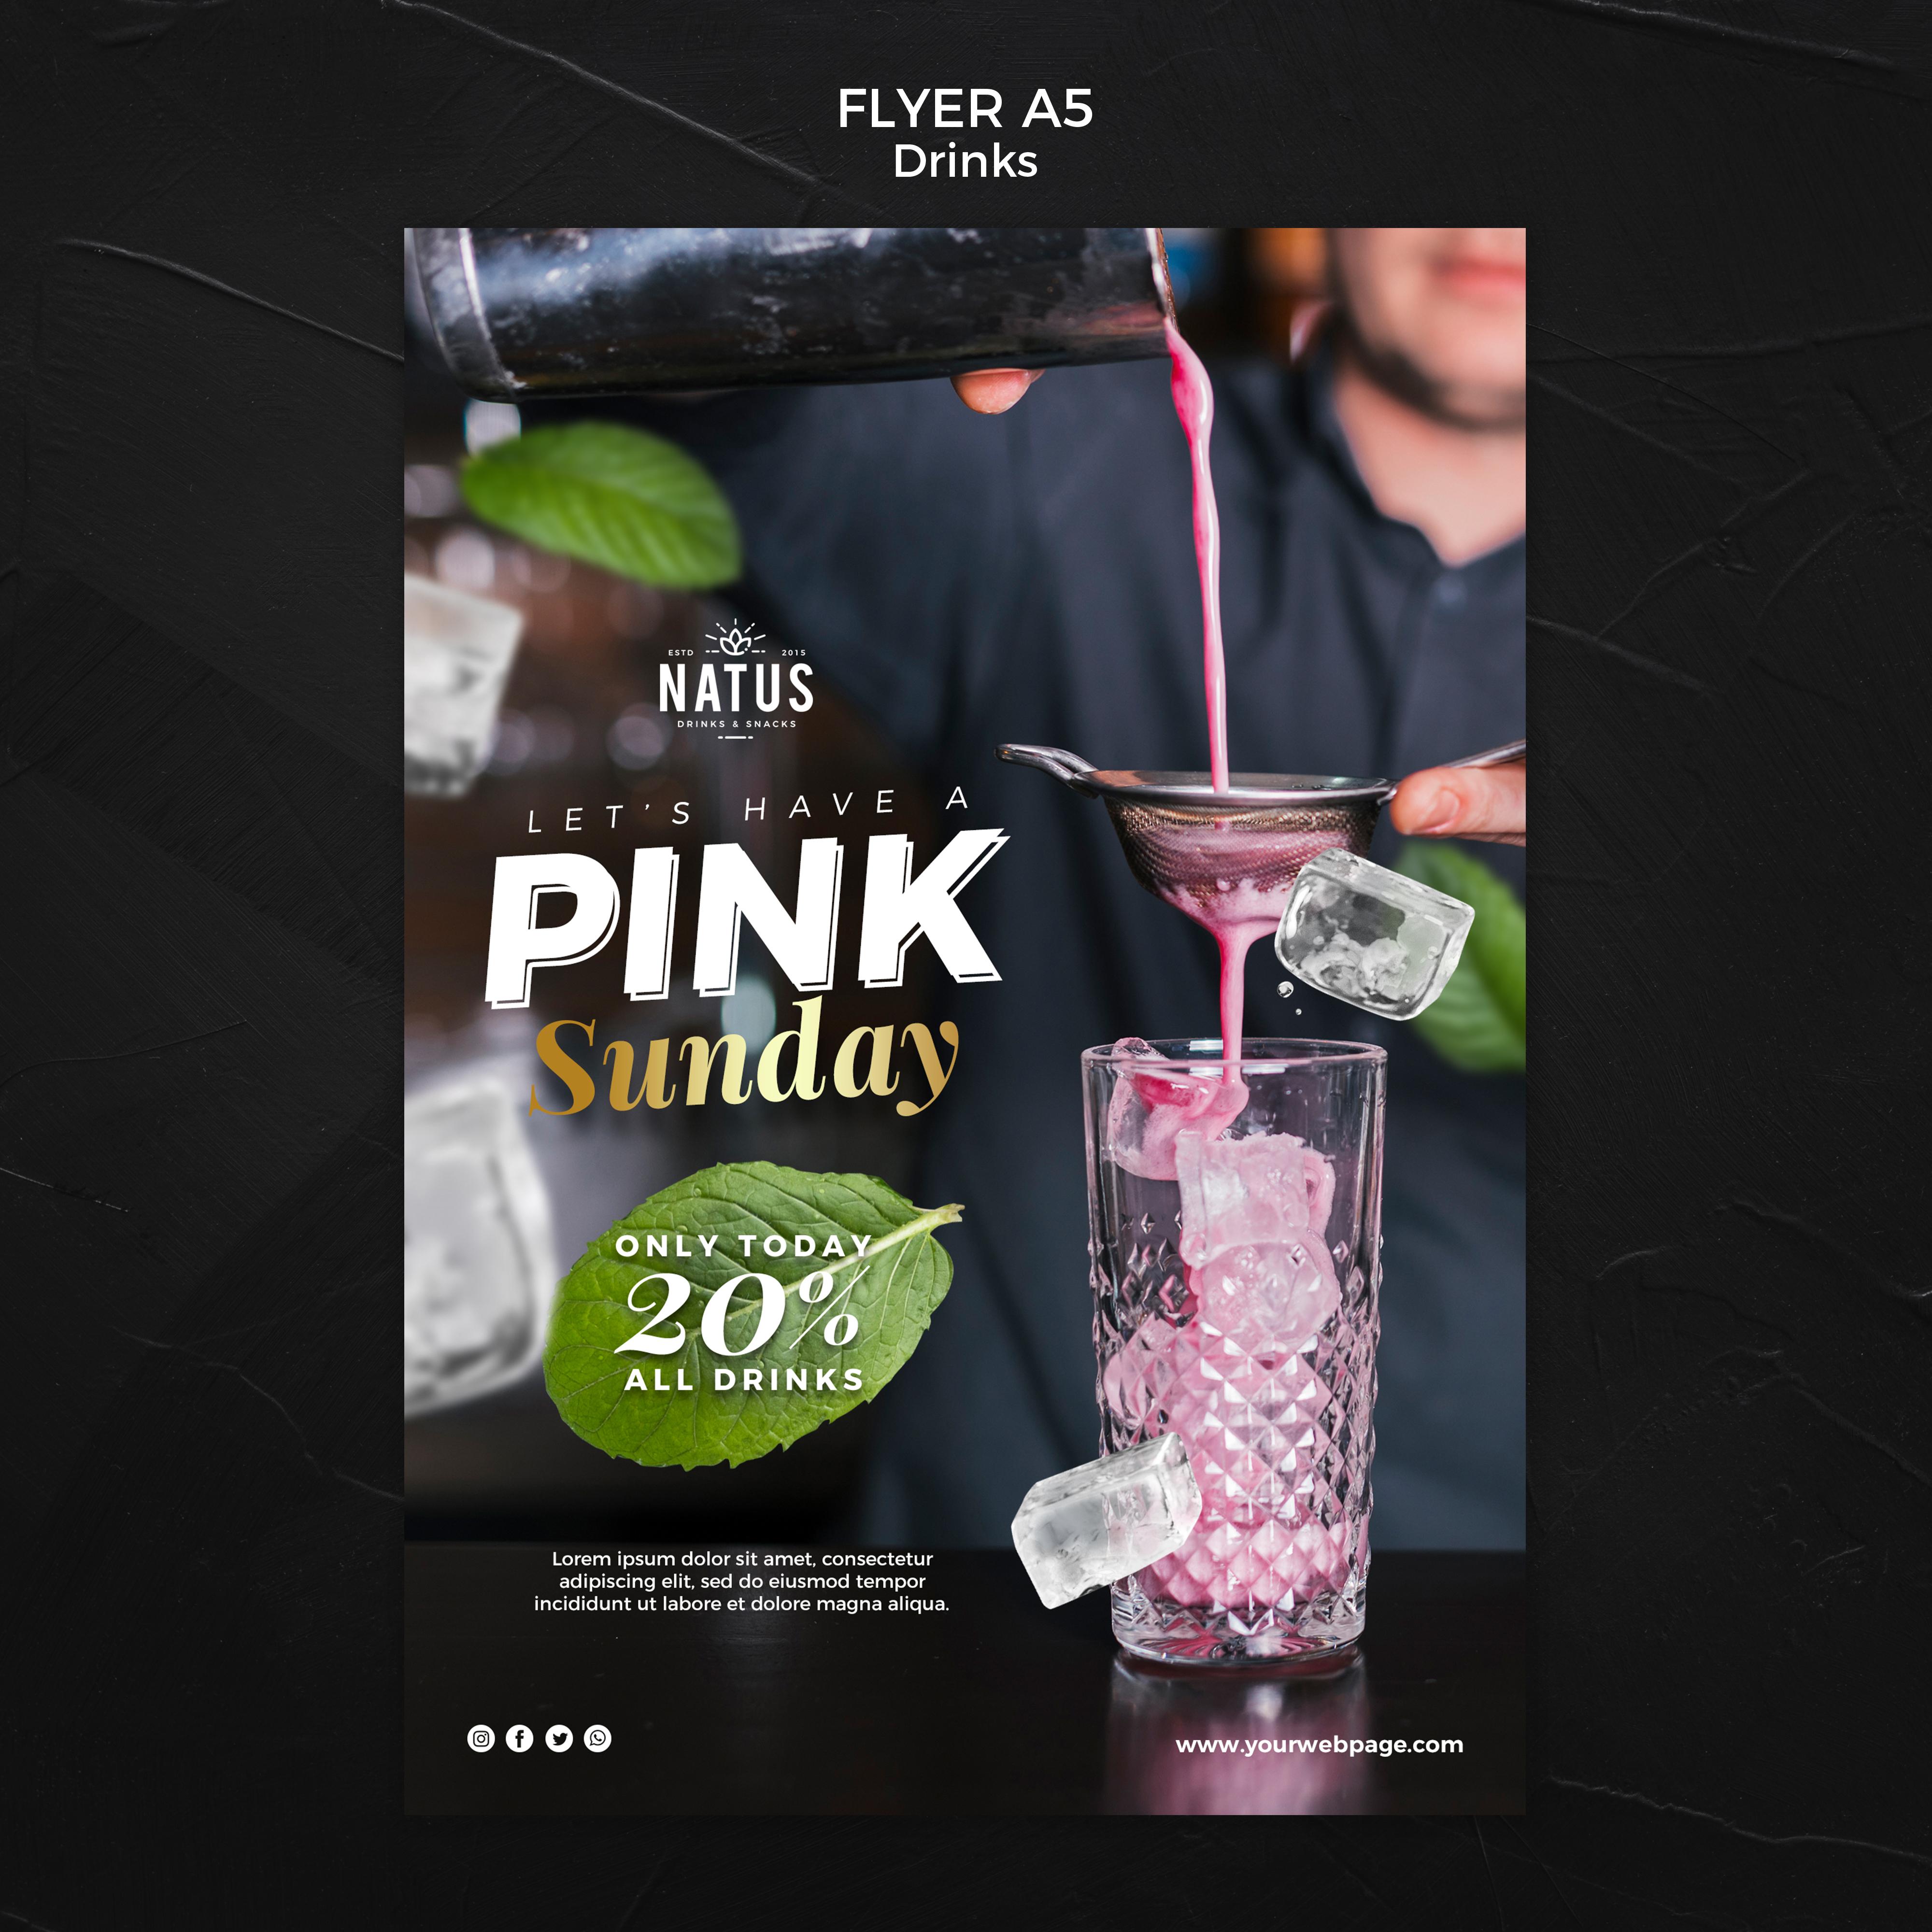 FLYER A5
Drinks
ESTD 2015
NATUS
DRINKS & SNACKS
LET'S HAVE A
PINK
Sunday
ONLY TODAY
20%
ALL DRINKS
Lorem ipsum dolor sit amet, consectetur
adipiscing elit, sed do eiusmod tempor
incididunt ut labore et dolore magna aliqua.
www.yourwebpage.com